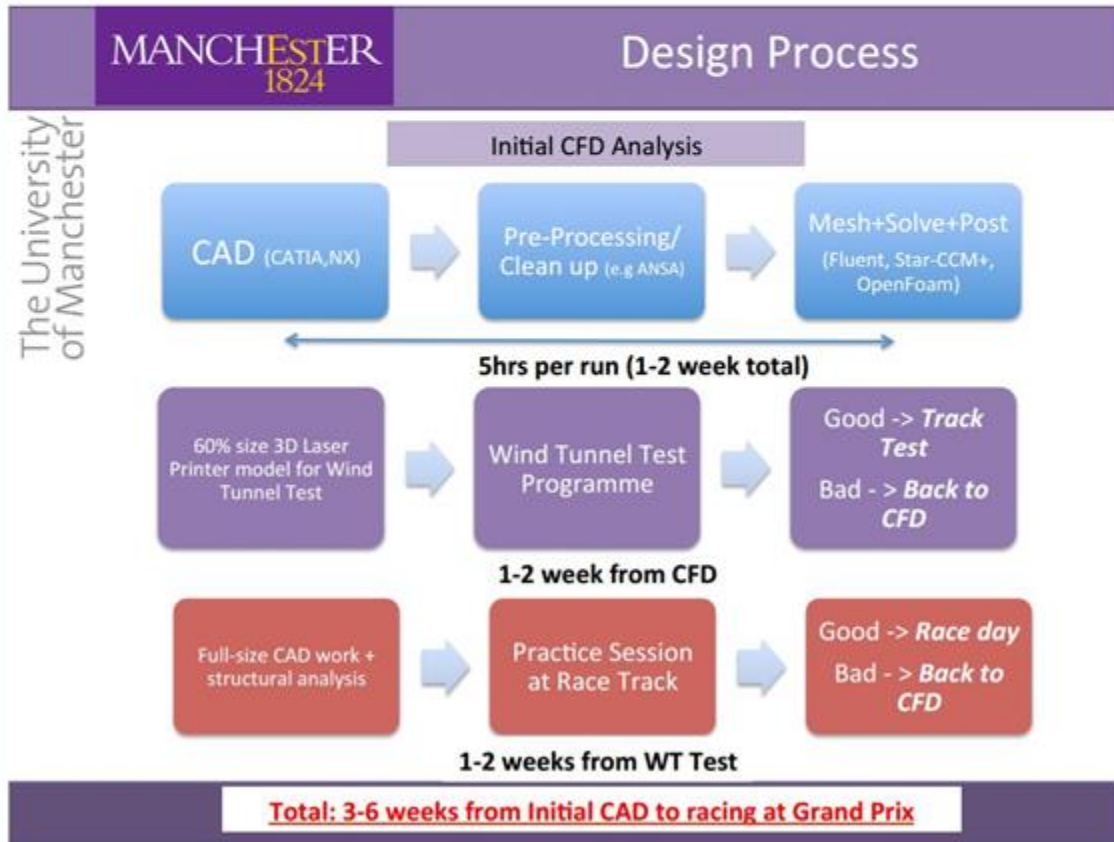 MANCHESTER
1824
Design Process
The University
of Manchester
Initial CFD Analysis
CAD (CATIA,NX)
Pre-Processing/
Clean up (e.g ANSA)
Mesh+Solve+Post
(Fluent, Star-CCM+,
OpenFoam)
5hrs per run (1-2 week total)
60% size 3D Laser
Printer model for Wind
Tunnel Test
Wind Tunnel Test
Programme
Good -> Track
Test
Bad - > Back to
CFD
1-2 week from CFD
Full-size CAD work +
structural analysis
Practice Session
at Race Track
Good -> Race day
Bad - > Back to
CFD
1-2 weeks from WT Test
Total: 3-6 weeks from Initial CAD to racing at Grand Prix